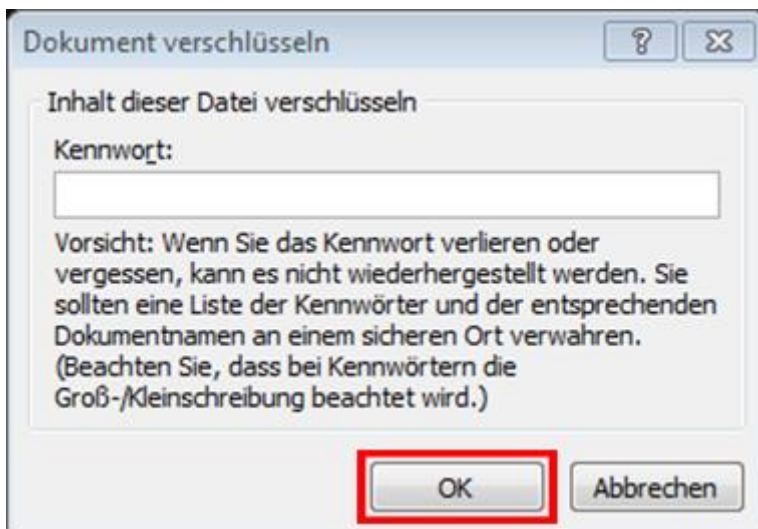 Dokument verschlüsseln
Inhalt dieser Datei verschlüsseln
Kennwort:
Vorsicht: Wenn Sie das Kennwort verlieren oder
vergessen, kann es nicht wiederhergestellt werden. Sie
sollten eine Liste der Kennwörter und der entsprechenden
Dokumentnamen an einem sicheren Ort verwahren.
(Beachten Sie, dass bei Kennwörtern die
Groß-/Kleinschreibung beachtet wird.)
OK Abbrechen